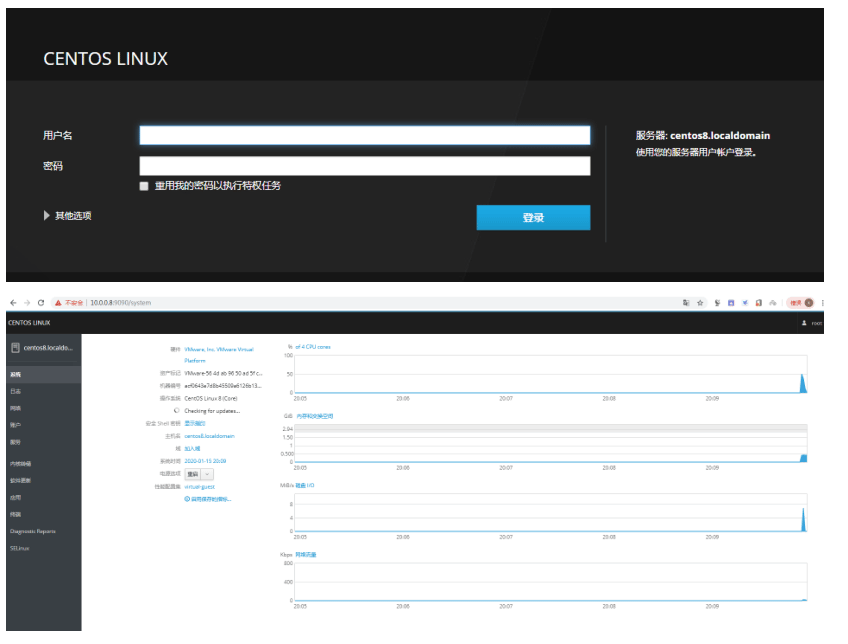 CENTOS LINUX
用户名
密码
重用我的密码以执行特权任务
其他选项
登录
服务器: centos8.localdomain
使用您的服务器用户帐户登录。
不安全 | 10.0.0.8:9090/system
CENTOS LINUX
root
centos8.localdo...
系统
日志
网络
账户
服务
内核转储
软件更新
应用
终端
Diagnostic Reports
SELinux
硬件 VMware, Inc. VMware Virtual
Platform
资产标记 VMware-56 4d ab 96 50 ad 5f c...
机器编号
操作系统 CentOS Linux 8 (Core)
Checking for updates...
安全 Shell 密钥 显示指纹
主机名 centos8.localdomain
域 加入域
系统时间 2020-01-10 20:09
电源选项 重启
性能配置集 virtual-guest
启用保存的指标...
% of 4 CPU cores
100
50
0
20:05 20:06 20:07 20:08 20:09
GiB 内存和交换空间
2.94
1.50
1
0.500
0
20:05 20:06 20:07 20:08 20:09
MiB/s 磁盘 I/O
8
4
0
20:05 20:06 20:07 20:08 20:09
Kbps 网络流量
800
400
0
20:05 20:06 20:07 20:08 20:09